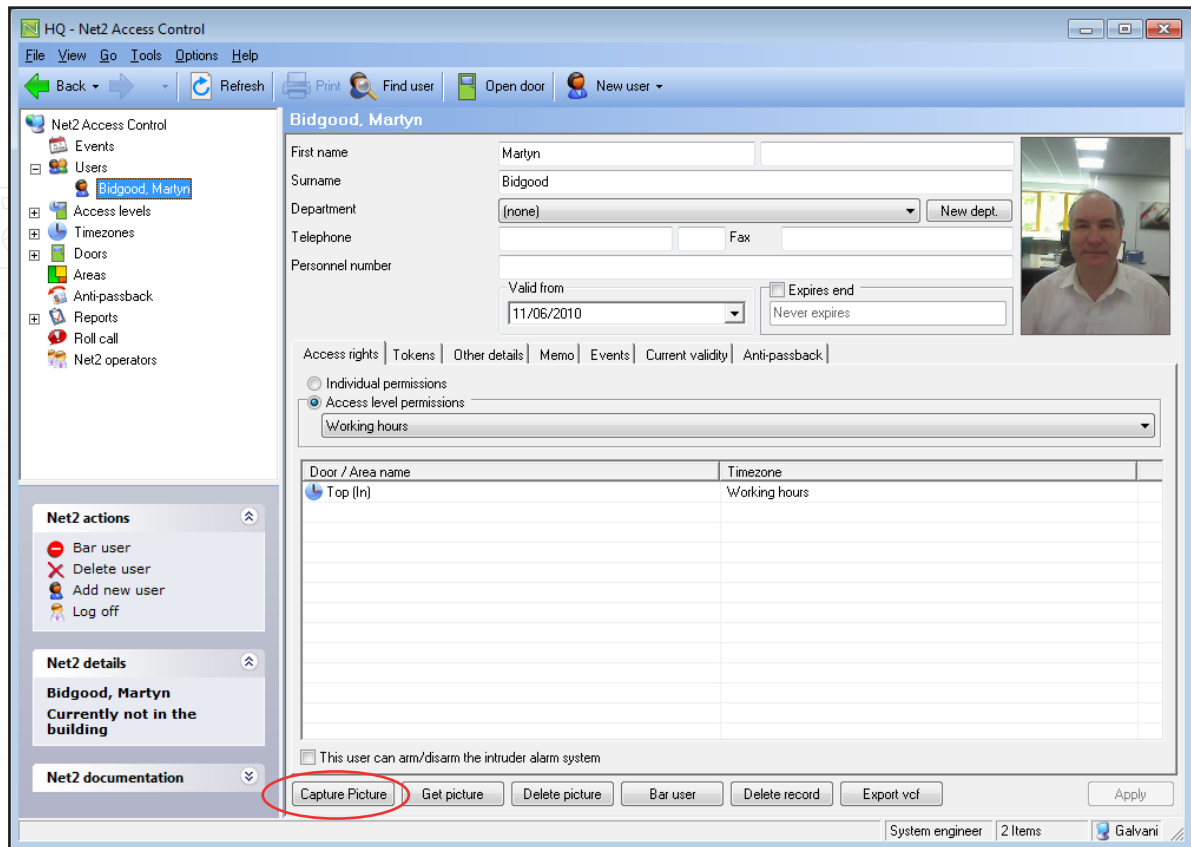 HQ - Net2 Access Control
File View Go Tools Options Help
Back Refresh Print Find user Open door New user
Net2 Access Control
Events
Users
Bidgood, Martyn
Access levels
Timezones
Doors
Areas
Anti-passback
Reports
Roll call
Net2 operators
Net2 actions
Bar user
Delete user
Add new user
Log off
Net2 details
Bidgood, Martyn
Currently not in the
building
Net2 documentation
Bidgood, Martyn
First name Martyn
Surname Bidgood
Department (none) New dept.
Telephone Fax
Personnel number
Valid from Expires end
11/06/2010 Never expires
Access rights Tokens Other details Memo Events Current validity Anti-passback
Individual permissions
Access level permissions
Working hours
Door / Area name Timezone
Top (In) Working hours
This user can arm/disarm the intruder alarm system
Capture Picture Get picture Delete picture Bar user Delete record Export vcf Apply
System engineer 2 Items Galvani